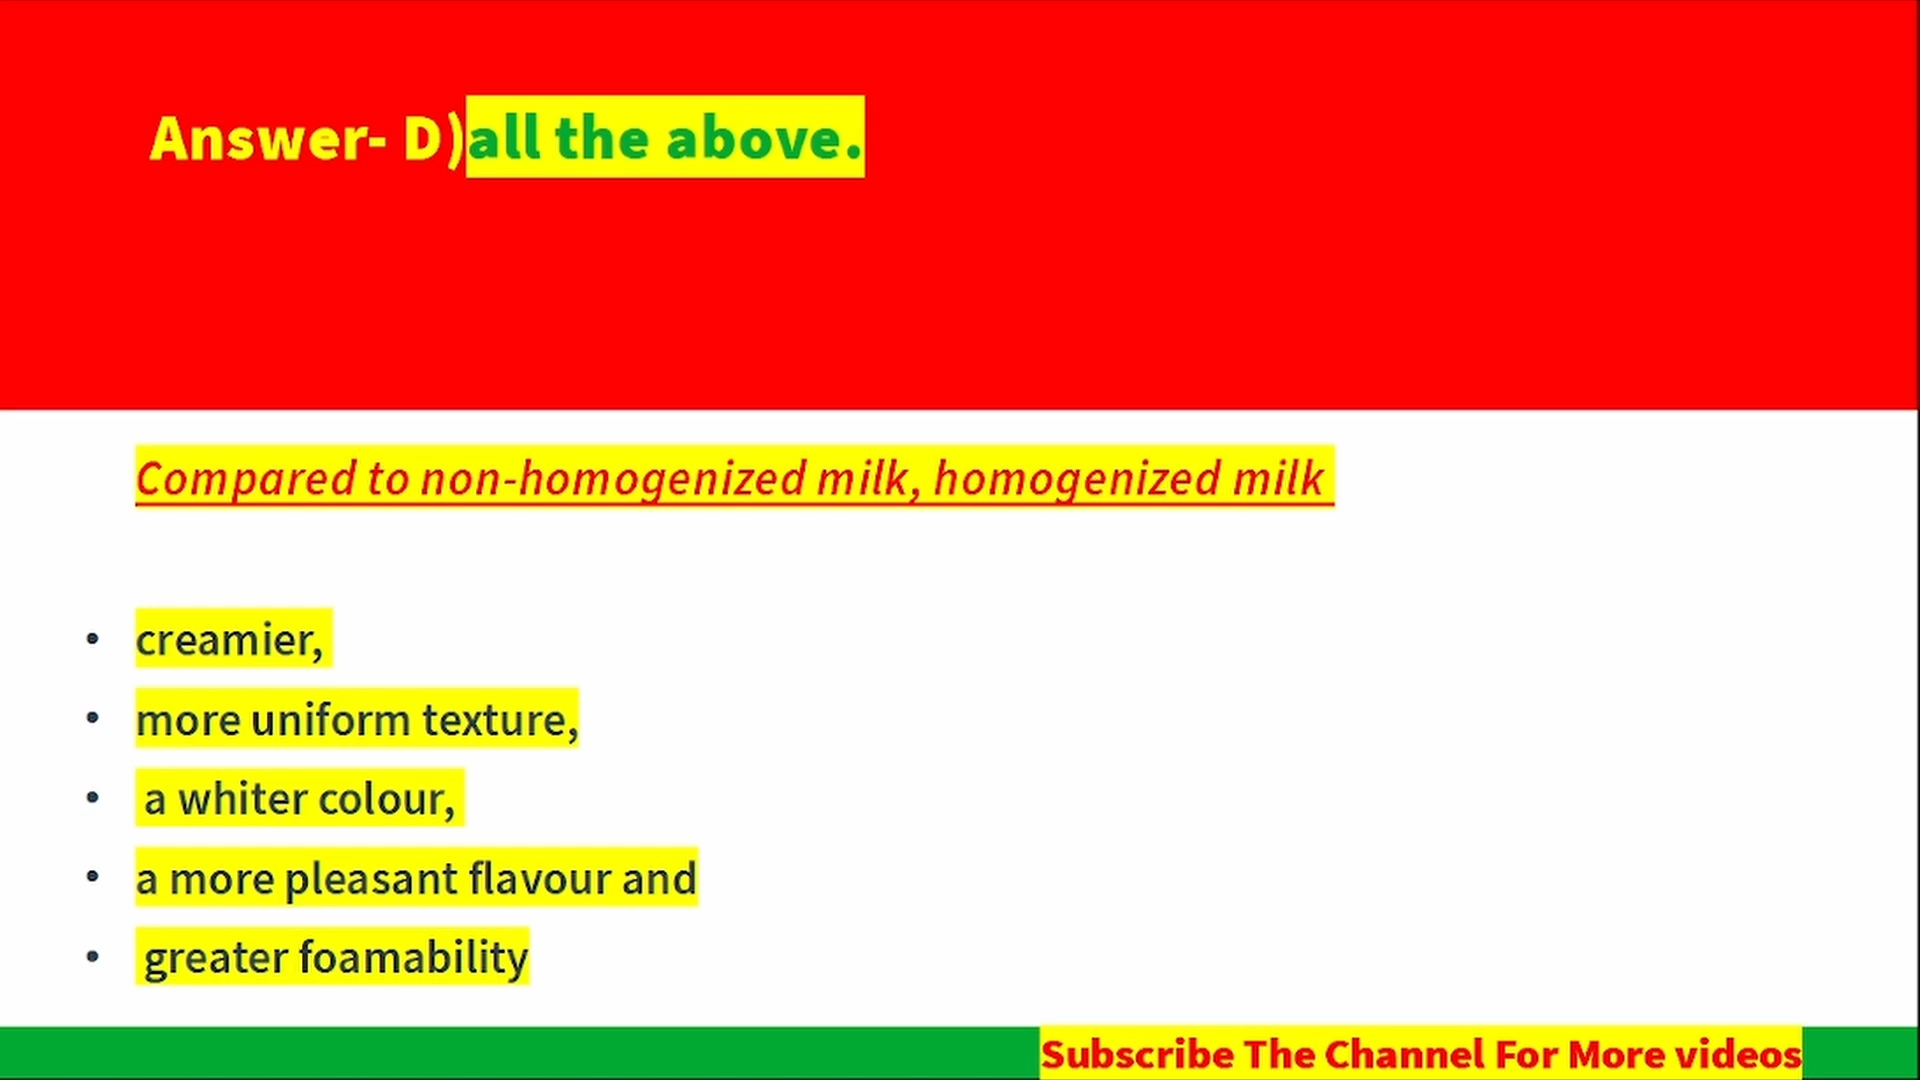 Answer- D)all the above.
Compared to non-homogenized milk, homogenized milk
• creamier,
• more uniform texture,
• a whiter colour,
• a more pleasant flavour and
• greater foamability
Subscribe The Channel For More videos